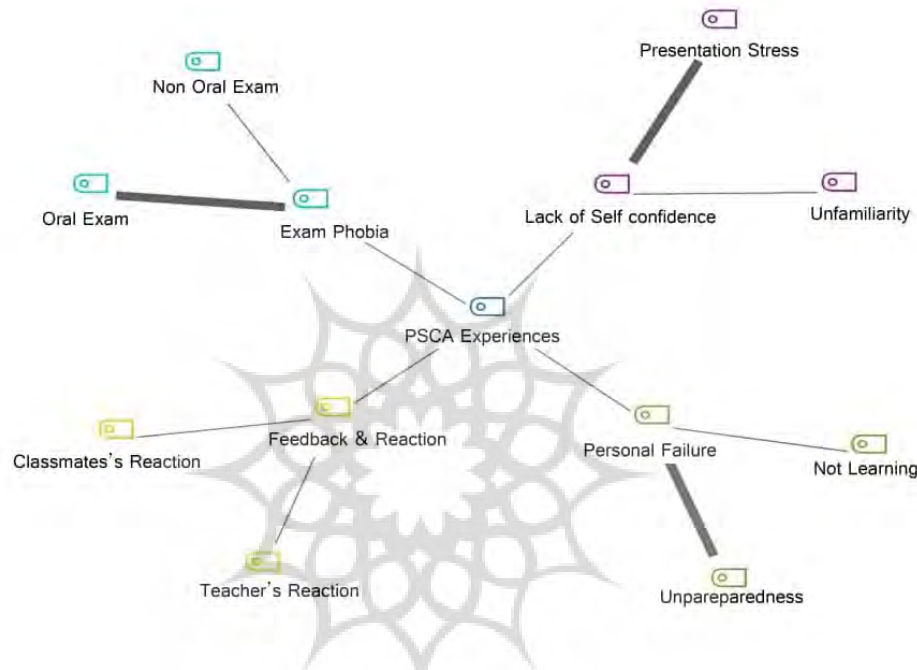 Presentation Stress
Non Oral Exam
Oral Exam
Exam Phobia
Lack of Self confidence
Unfamiliarity
PSCA Experiences
Classmates's Reaction
Feedback & Reaction
Personal Failure
Not Learning
Teacher's Reaction
Unpareparedness